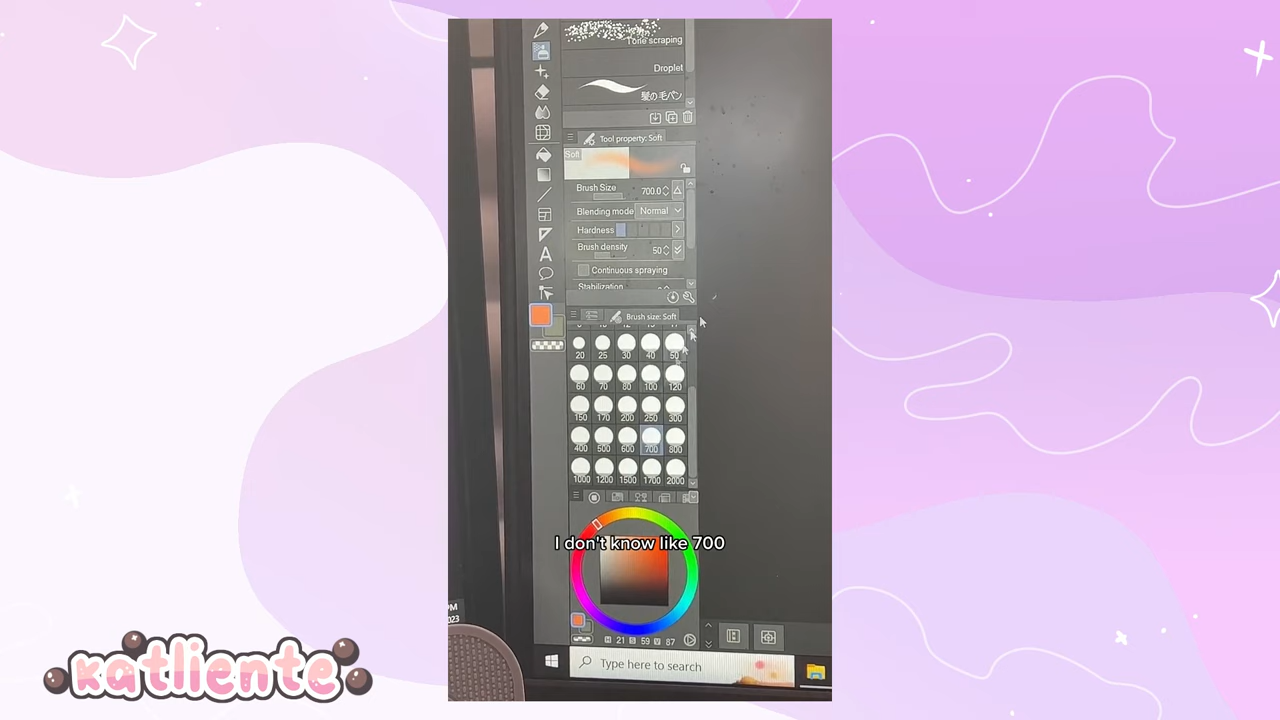 Tone scraping
Droplet
髪の毛ペン
Tool property: Soft
Soft
Brush Size 700.0
Blending mode Normal
Hardness
Brush density 50
Continuous spraying
Stabilization
Brush size: Soft
20 25 30 40 50
60 70 80 100 120
150 170 200 250 300
400 500 600 700 800
1000 1200 1500 1700 2000
I don't know like 700
H 21 S 59 V 87
Type here to search
PM
023
katliente